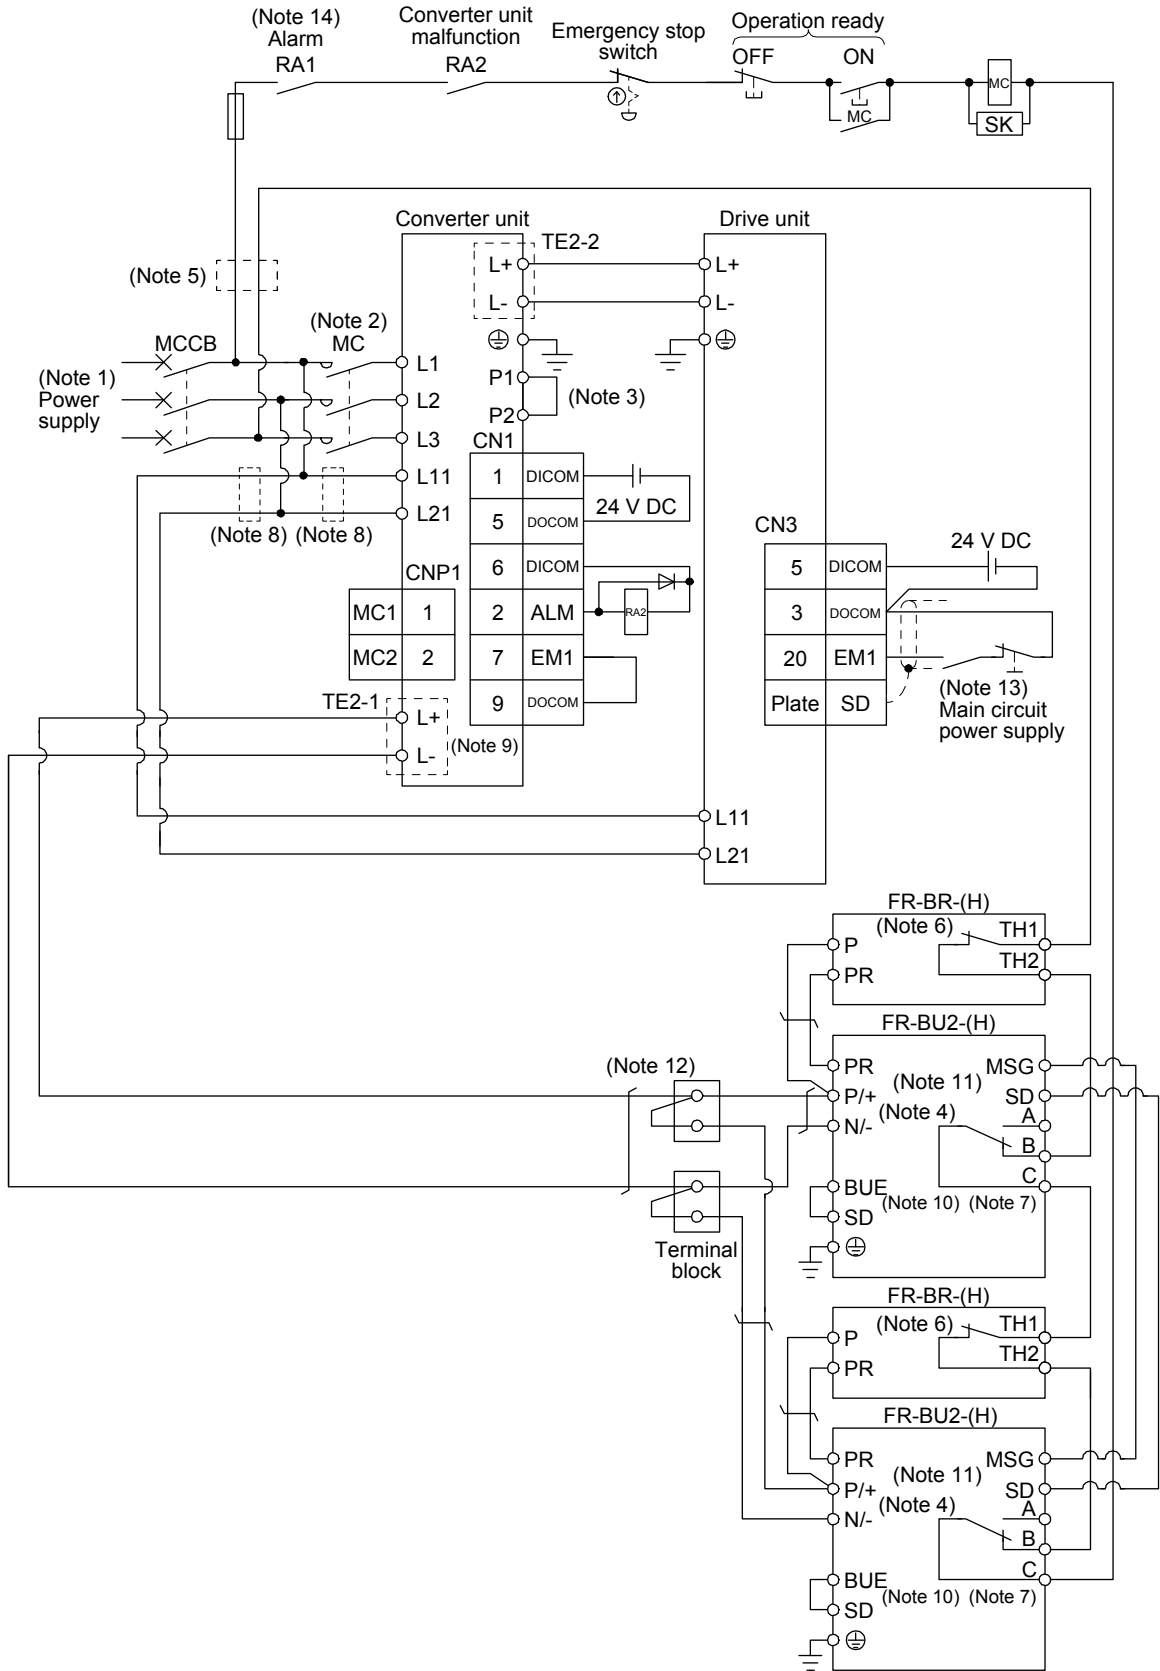 (Note 14)
Alarm
RA1
Converter unit
malfunction
RA2
Emergency stop
switch
Operation ready
OFF
ON
MC
MC
SK
Converter unit
Drive unit
TE2-2
L+
L+
(Note 5)
L-
L-
(Note 2)
MCCB
MC
L1
(Note 1)
Power
supply
P1
(Note 3)
L2
P2
L3
CN1
L11
1
DICOM
24 V DC
L21
5
DOCOM
(Note 8)
(Note 8)
CN3
24 V DC
CNP1
6
DICOM
5
DICOM
MC1
1
2
ALM
RA2
3
DOCOM
MC2
2
7
EM1
20
EM1
TE2-1
9
DOCOM
Plate
SD
(Note 13)
Main circuit
power supply
L+
L-
(Note 9)
L11
L21
FR-BR-(H)
(Note 6)
TH1
P
TH2
PR
FR-BU2-(H)
(Note 12)
PR
MSG
(Note 11)
P/+
SD
(Note 4)
A
N/-
B
C
BUE
(Note 10)
(Note 7)
SD
Terminal
block
FR-BR-(H)
(Note 6)
TH1
P
TH2
PR
FR-BU2-(H)
PR
MSG
(Note 11)
P/+
SD
(Note 4)
A
N/-
B
C
BUE
(Note 10)
(Note 7)
SD